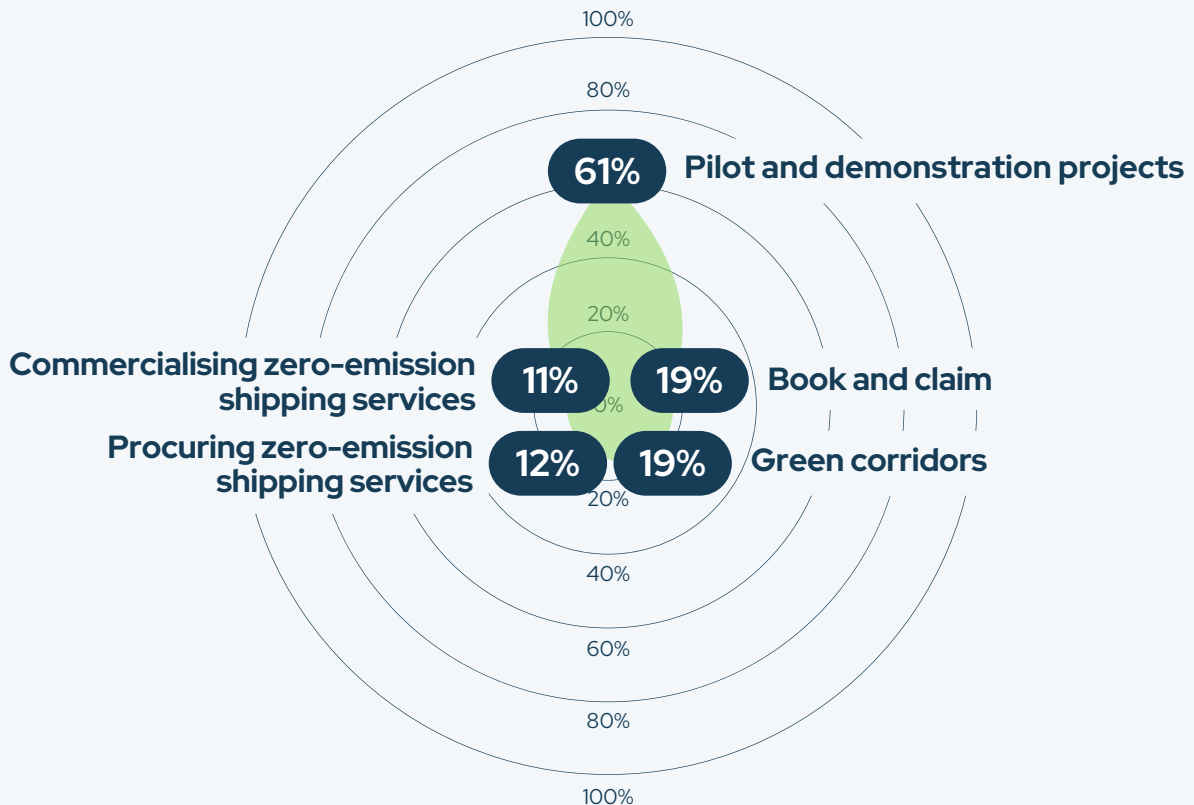 100%
80%
61%
Pilot and demonstration projects
40%
20%
Commercialising zero-emission
shipping services
11%
19%
Book and claim
0%
Procuring zero-emission
shipping services
12%
19%
Green corridors
20%
40%
60%
80%
100%